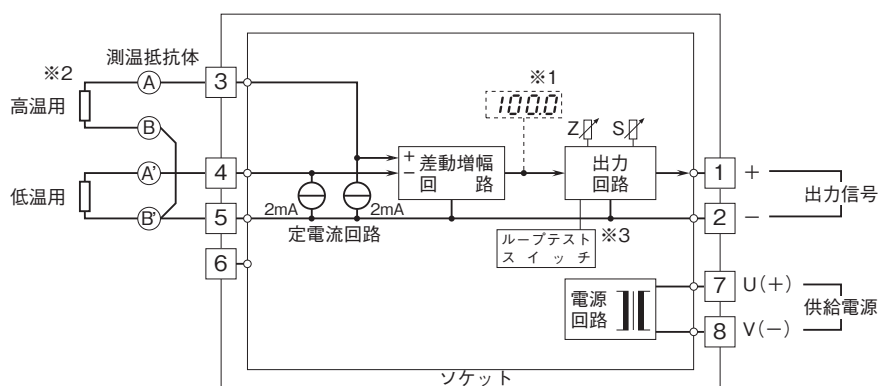 ※2
測温抵抗体
高温用
A
B
低温用
A'
B'
3
4
5
6
2mA
2mA
定電流回路
+
−
差動増幅
回路
※1
100.0
Z
S
出力
回路
ループテスト
スイッチ
※3
電源
回路
1
+
2
−
出力信号
7
U(+)
8
V(−)
供給電源
ソケット